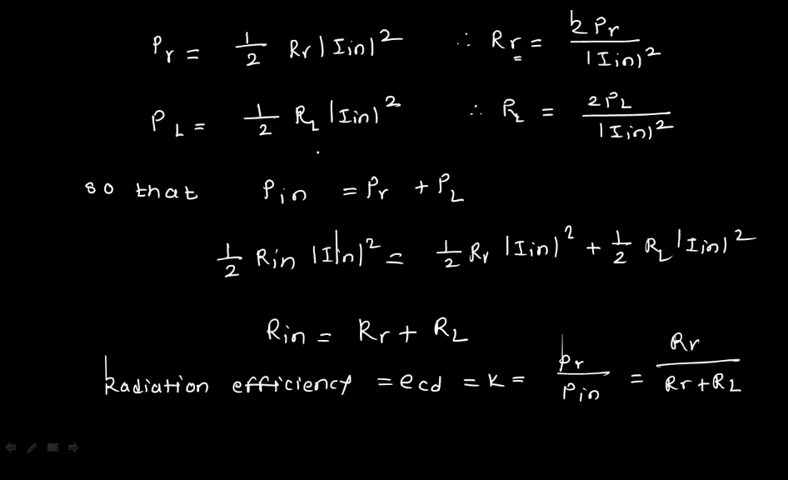 Pr = 1/2 Rr |Iin|² ∴ Rr = 2Pr / |Iin|²
PL = 1/2 RL |Iin|² ∴ RL = 2PL / |Iin|²
so that Pin = Pr + PL
1/2 Rin |Iin|² = 1/2 Rr |Iin|² + 1/2 RL |Iin|²
Rin = Rr + RL
Radiation efficiency = ecd = K = Pr / Pin = Rr / Rr + RL